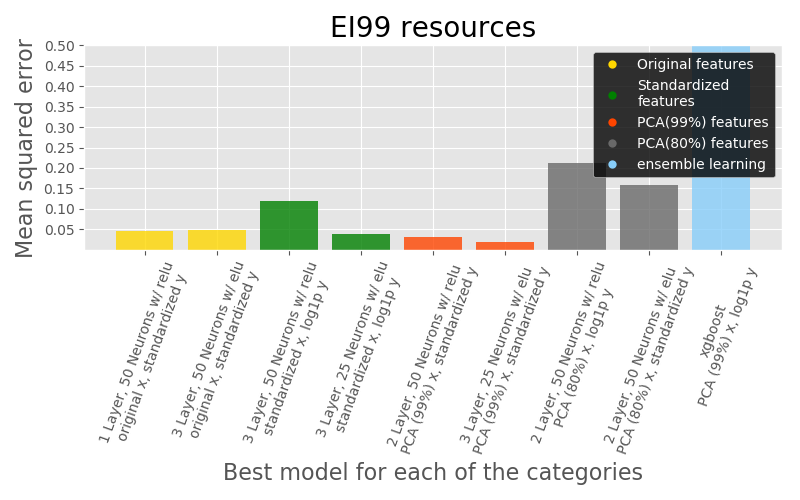 EI99 resources
Mean squared error
0.50
0.45
0.40
0.35
0.30
0.25
0.20
0.15
0.10
0.05
Original features
Standardized
features
PCA(99%) features
PCA(80%) features
ensemble learning
1 Layer, 50 Neurons w/ relu
original x, standardized y
3 Layer, 50 Neurons w/ elu
original x, standardized y
3 Layer, 50 Neurons w/ relu
standardized x, log1p y
3 Layer, 25 Neurons w/ elu
standardized x, log1p y
2 Layer, 50 Neurons w/ relu
PCA (99%) x, standardized y
3 Layer, 25 Neurons w/ elu
PCA (99%) x, standardized y
2 Layer, 50 Neurons w/ relu
PCA (80%) x, log1p y
2 Layer, 50 Neurons w/ elu
PCA (80%) x, standardized y
xgboost
PCA (99%) x, log1p y
Best model for each of the categories